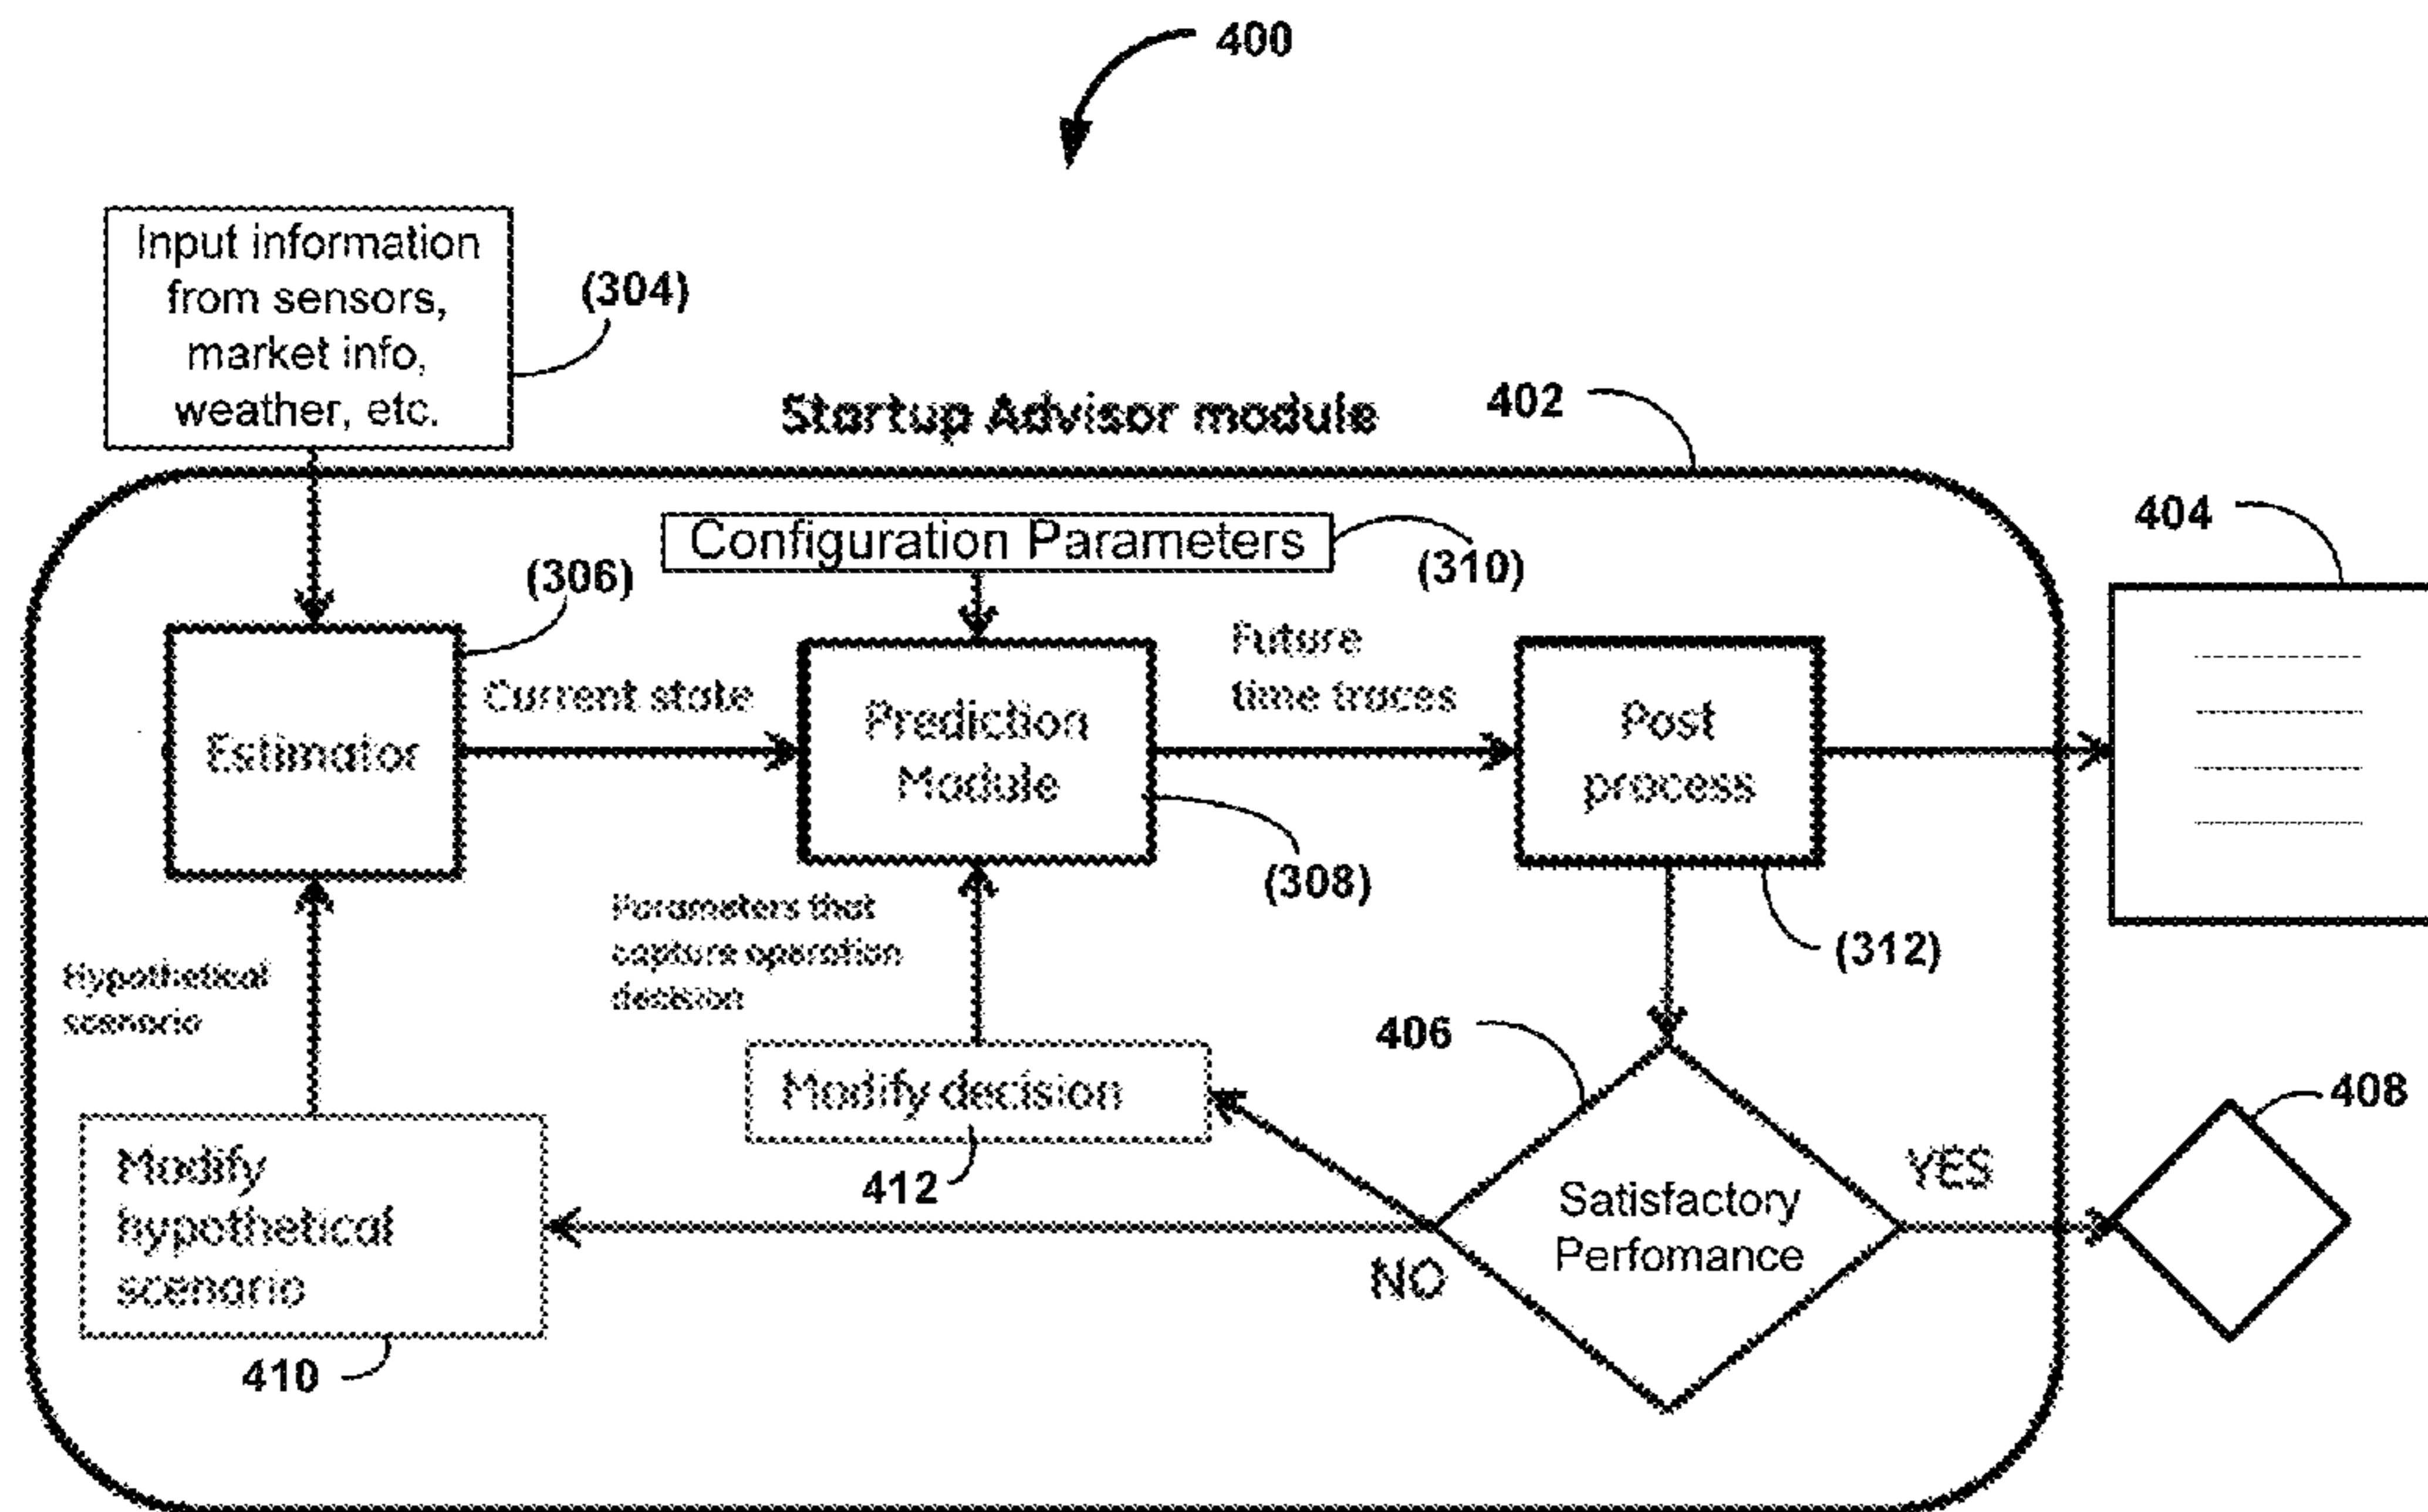 400
Input information
from sensors,
market info,
weather, etc.
(304)
Startup Advisor module
402
Configuration Parameters
(310)
404
(306)
Estimator
Current state
Prediction
Module
(308)
Future
time traces
Post
process
(312)
Hypothetical
scenario
Parameters that
capture operation
decision
406
408
Modify decision
412
Modify
hypothetical
scenario
410
Satisfactory
Perfomance
YES
NO